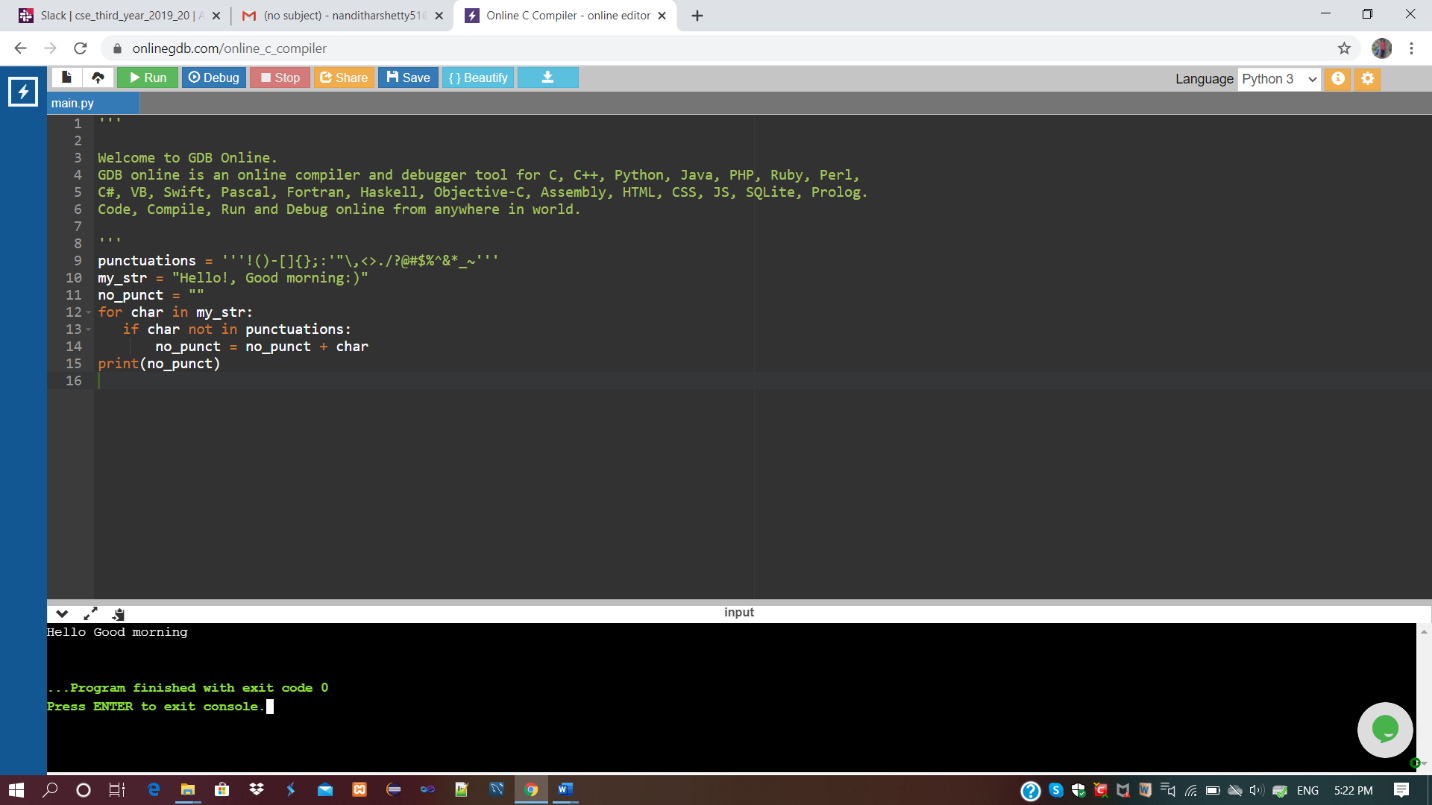 Slack | cse_third_year_2019_20 | A
(no subject) - nanditharshetty516
Online C Compiler - online editor
onlinegdb.com/online_c_compiler
Run Debug Stop Share Save { } Beautify Language Python 3
main.py
1 '''
2
3 Welcome to GDB Online.
4 GDB online is an online compiler and debugger tool for C, C++, Python, Java, PHP, Ruby, Perl,
5 C#, VB, Swift, Pascal, Fortran, Haskell, Objective-C, Assembly, HTML, CSS, JS, SQLite, Prolog.
6 Code, Compile, Run and Debug online from anywhere in world.
7
8 '''
9 punctuations = '''!()-[]{};:'"\,<>./?@#$%^&*_~'''
10 my_str = "Hello!, Good morning:)"
11 no_punct = ""
12 for char in my_str:
13 if char not in punctuations:
14 no_punct = no_punct + char
15 print(no_punct)
16
input
Hello Good morning
...Program finished with exit code 0
Press ENTER to exit console.
ENG 5:22 PM